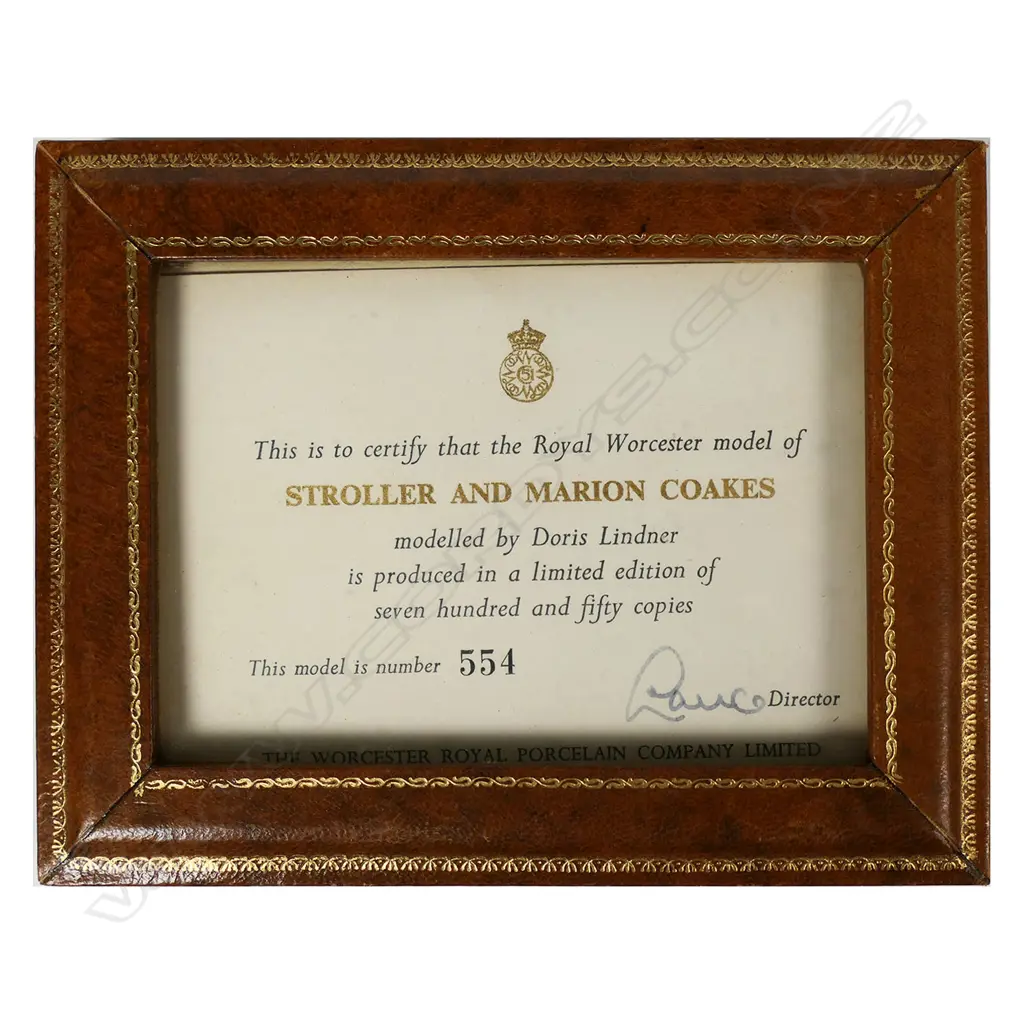 This is to certify that the Royal Worcester model of
STROLLER AND MARION COAKES
modelled by Doris Lindner
is produced in a limited edition of
seven hundred and fifty copies
This model is number 554
Director
THE WORCESTER ROYAL PORCELAIN COMPANY LIMITED